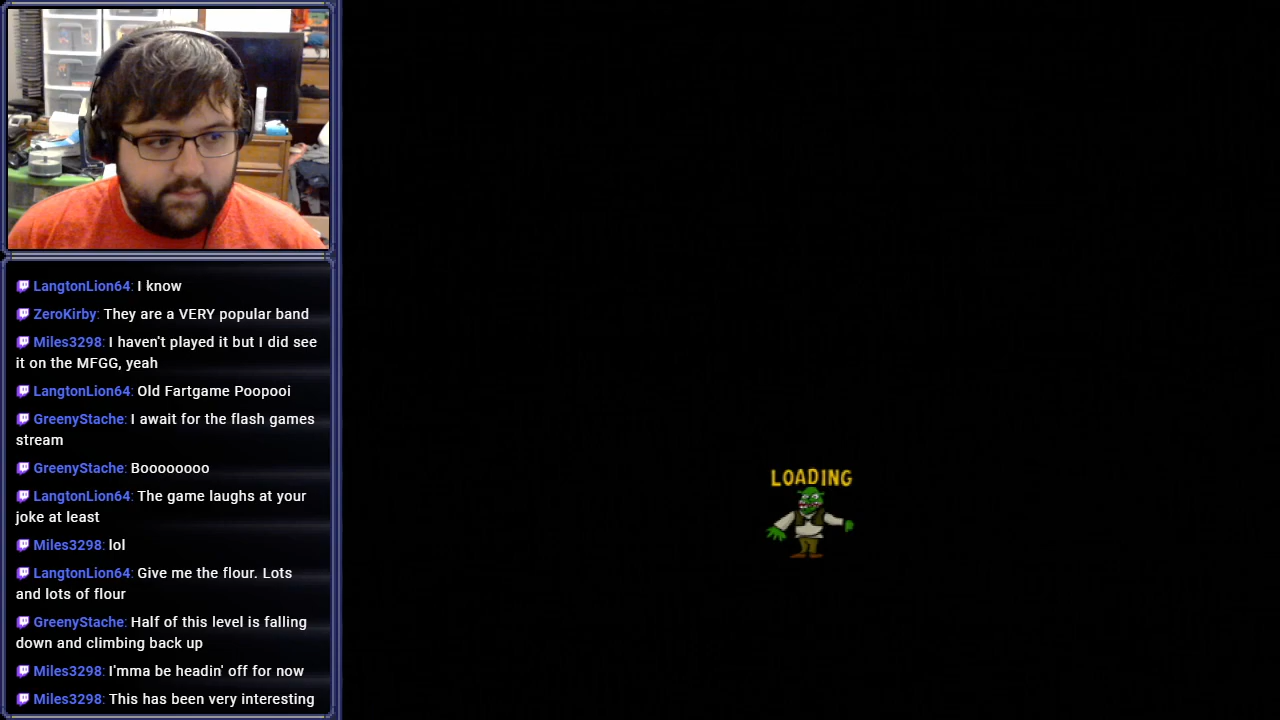 LangtonLion64: I know
ZeroKirby: They are a VERY popular band
Miles3298: I haven't played it but I did see
it on the MFGG, yeah
LangtonLion64: Old Fartgame Poopooi
GreenyStache: I await for the flash games
stream
GreenyStache: Boooooooo
LangtonLion64: The game laughs at your
joke at least
Miles3298: lol
LangtonLion64: Give me the flour. Lots
and lots of flour
GreenyStache: Half of this level is falling
down and climbing back up
Miles3298: I'mma be headin' off for now
Miles3298: This has been very interesting
LOADING